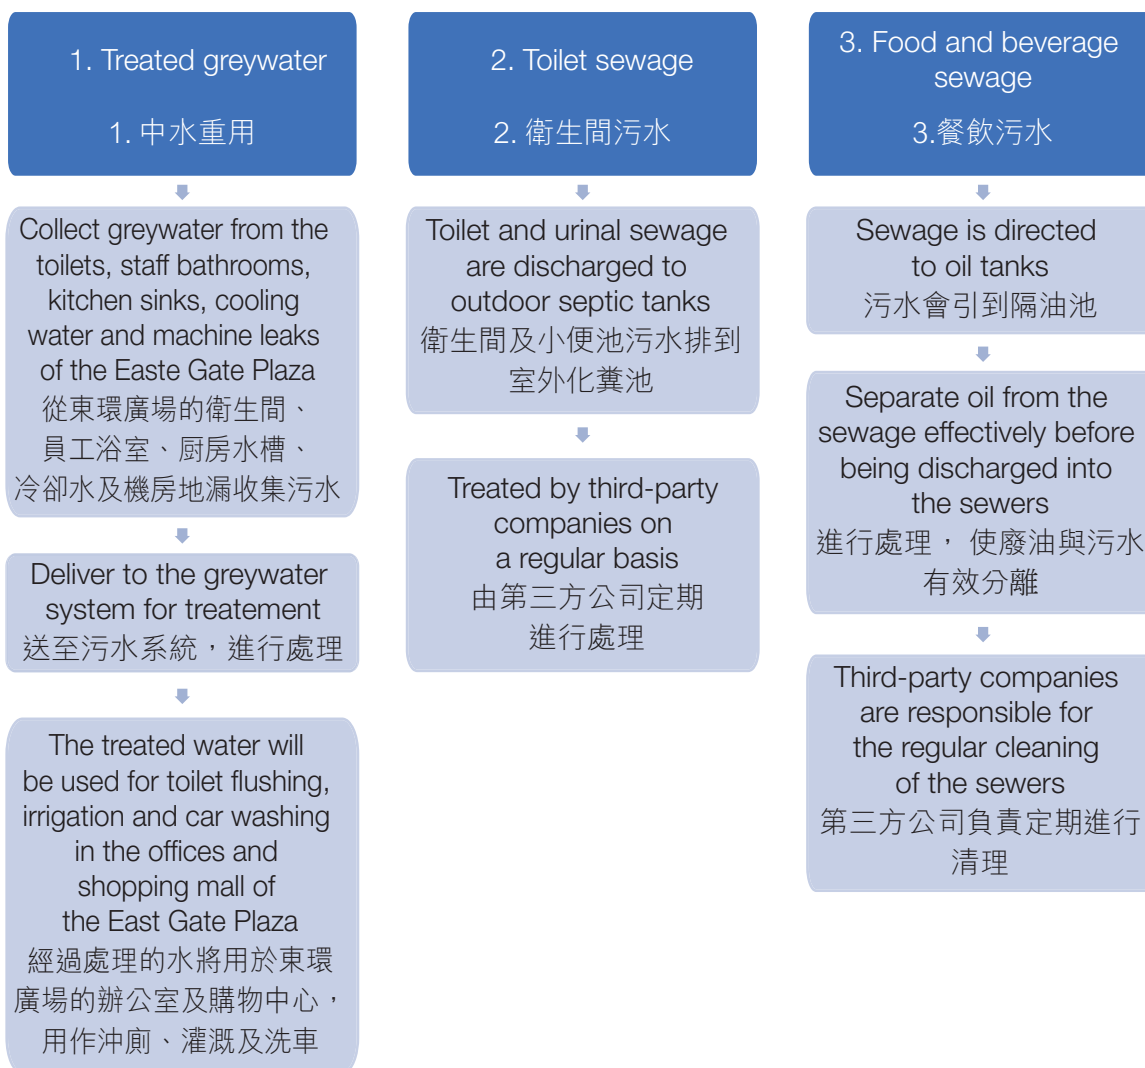 1. Treated greywater
1. 中水重用
Collect greywater from the
toilets, staff bathrooms,
kitchen sinks, cooling
water and machine leaks
of the Easte Gate Plaza
從東環廣場的衛生間、
員工浴室、厨房水槽、
冷卻水及機房地漏收集污水
Deliver to the greywater
system for treatement
送至污水系統，進行處理
The treated water will
be used for toilet flushing,
irrigation and car washing
in the offices and
shopping mall of
the East Gate Plaza
經過處理的水將用於東環
廣場的辦公室及購物中心，
用作沖廁、灌溉及洗車
2. Toilet sewage
2. 衛生間污水
Toilet and urinal sewage
are discharged to
outdoor septic tanks
衛生間及小便池污水排到
室外化糞池
Treated by third-party
companies on
a regular basis
由第三方公司定期
進行處理
3. Food and beverage
sewage
3.餐飲污水
Sewage is directed
to oil tanks
污水會引到隔油池
Separate oil from the
sewage effectively before
being discharged into
the sewers
進行處理， 使廢油與污水
有效分離
Third-party companies
are responsible for
the regular cleaning
of the sewers
第三方公司負責定期進行
清理